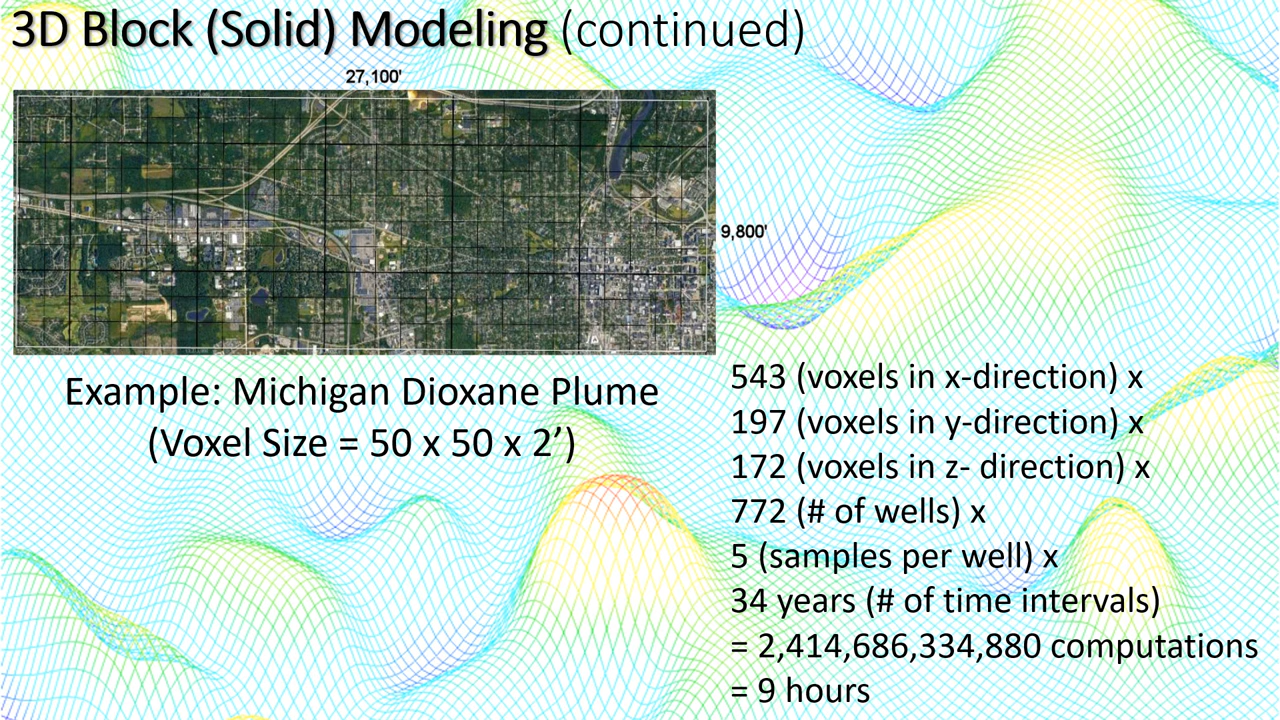 3D Block (Solid) Modeling (continued)
27,100'
9,800'
Example: Michigan Dioxane Plume
(Voxel Size = 50 x 50 x 2’)
543 (voxels in x-direction) x
197 (voxels in y-direction) x
172 (voxels in z- direction) x
772 (# of wells) x
5 (samples per well) x
34 years (# of time intervals)
= 2,414,686,334,880 computations
= 9 hours